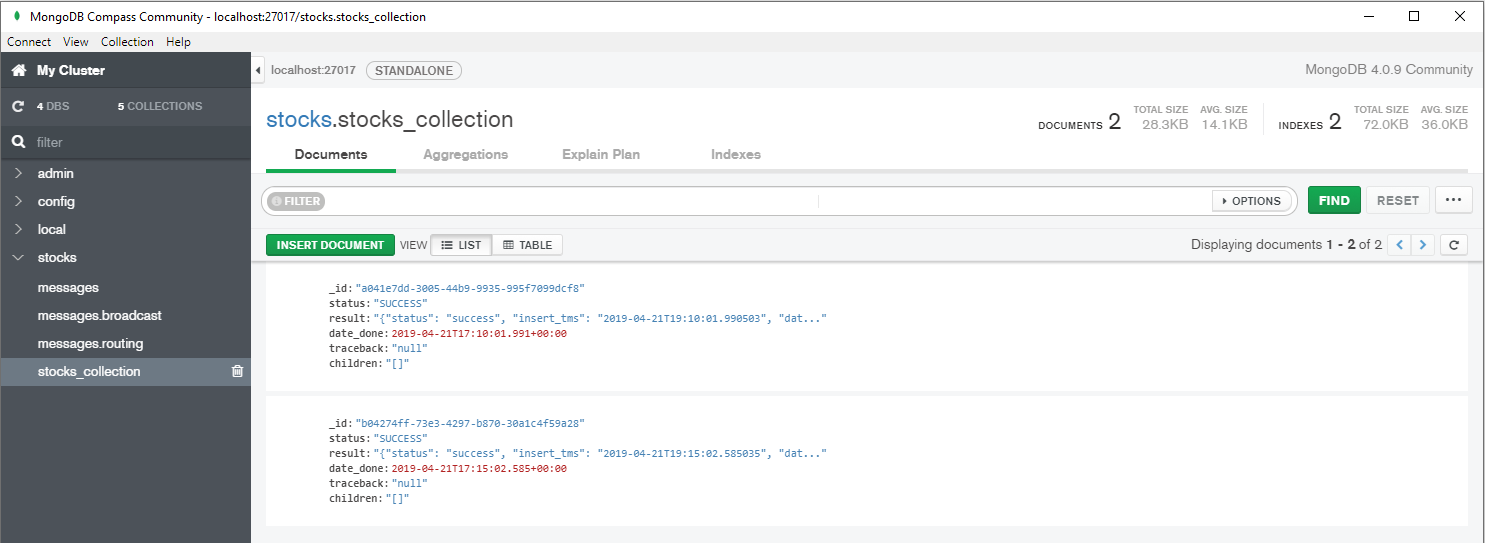 MongoDB Compass Community - localhost:27017/stocks.stocks_collection
Connect View Collection Help
My Cluster
4 DBS 5 COLLECTIONS
filter
admin
config
local
stocks
messages
messages.broadcast
messages.routing
stocks_collection
localhost:27017 STANDALONE MongoDB 4.0.9 Community
stocks.stocks_collection
DOCUMENTS 2 TOTAL SIZE 28.3KB AVG. SIZE 14.1KB INDEXES 2 TOTAL SIZE 72.0KB AVG. SIZE 36.0KB
Documents Aggregations Explain Plan Indexes
FILTER OPTIONS FIND RESET ...
INSERT DOCUMENT VIEW LIST TABLE Displaying documents 1 - 2 of 2
_id: "a041e7dd-3005-44b9-9935-995f7099dcf8"
status: "SUCCESS"
result: "{"status": "success", "insert_tms": "2019-04-21T19:10:01.990503", "dat..."
date_done: 2019-04-21T17:10:01.991+00:00
traceback: "null"
children: "[]"
_id: "b04274ff-73e3-4297-b870-30a1c4f59a28"
status: "SUCCESS"
result: "{"status": "success", "insert_tms": "2019-04-21T19:15:02.585035", "dat..."
date_done: 2019-04-21T17:15:02.585+00:00
traceback: "null"
children: "[]"